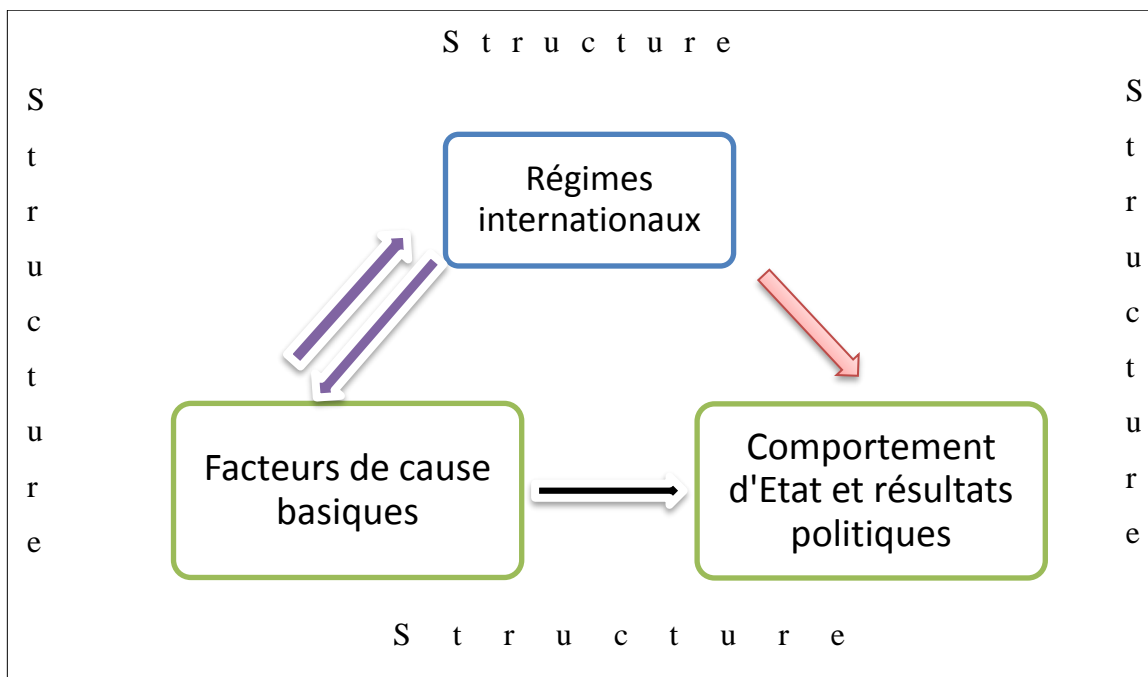 S t r u c t u r e
S t r u c t u r e
S t r u c t u r e
Régimes
internationaux
Facteurs de cause
basiques
Comportement
d'Etat et résultats
politiques
S t r u c t u r e